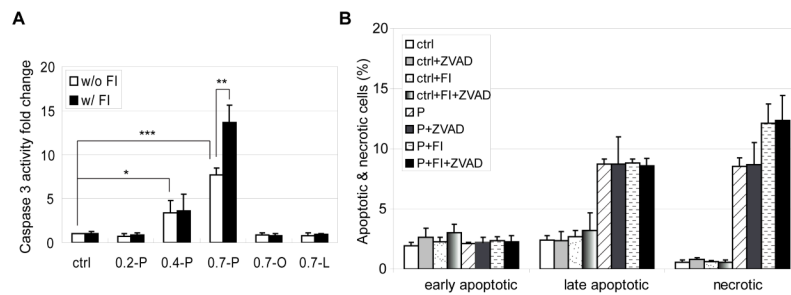 A
Caspase 3 activity fold change
20
15
10
5
0
w/o FI
w/ FI
**
***
*
ctrl
0.2-P
0.4-P
0.7-P
0.7-O
0.7-L
B
Apoptotic & necrotic cells (%)
20
15
10
5
0
ctrl
ctrl+ZVAD
ctrl+FI
ctrl+FI+ZVAD
P
P+ZVAD
P+FI
P+FI+ZVAD
early apoptotic
late apoptotic
necrotic